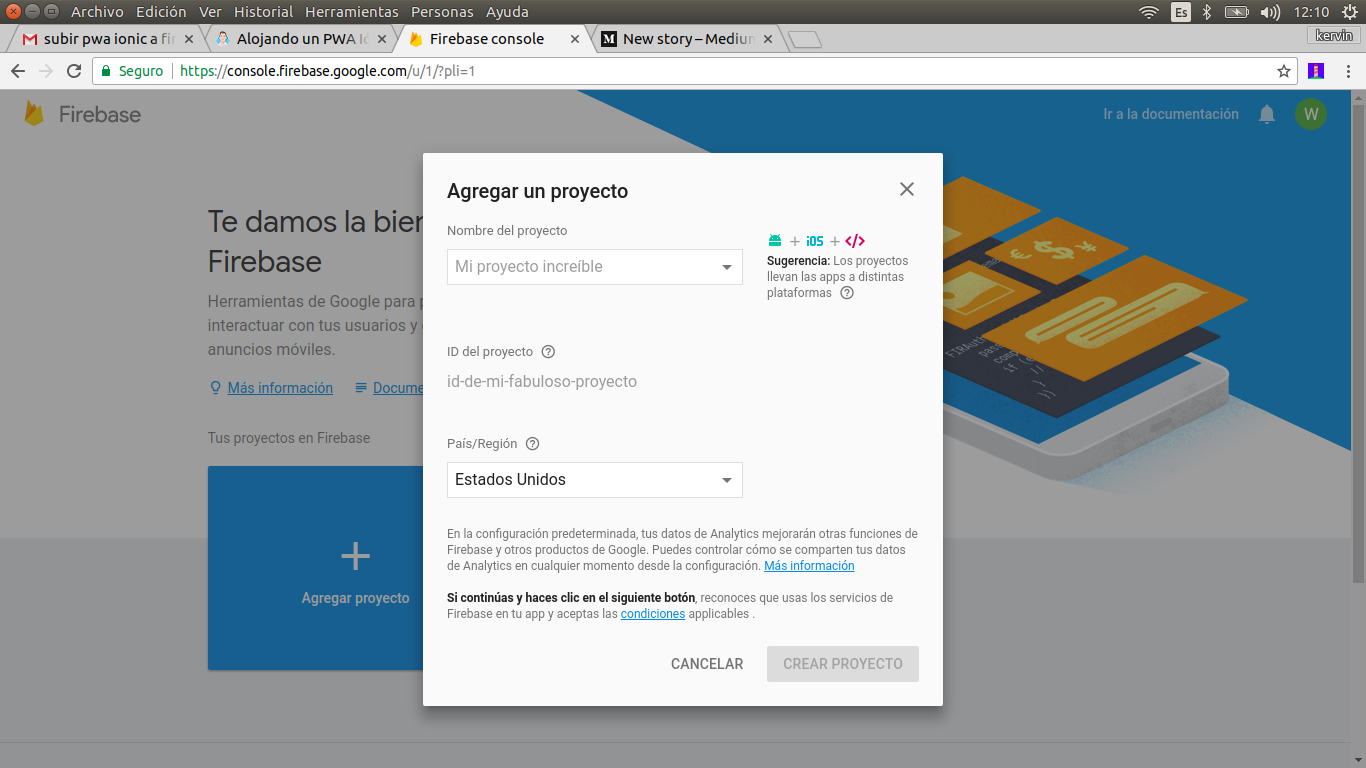 Archivo Edición Ver Historial Herramientas Personas Ayuda
Es
12:10
subir pwa ionic a fi
Alojando un PWA
Firebase console
New story – Medium
kervin
Seguro
https://console.firebase.google.com/u/1/?pli=1
Firebase
Ir a la documentación
W
Te damos la bie
Firebase
Herramientas de Google para
interactuar con tus usuarios y
anuncios móviles.
Más información
Docume
Tus proyectos en Firebase
Agregar proyecto
Agregar un proyecto
Nombre del proyecto
Mi proyecto increíble
+ iOS + </>
Sugerencia: Los proyectos
llevan las apps a distintas
plataformas
ID del proyecto
id-de-mi-fabuloso-proyecto
País/Región
Estados Unidos
En la configuración predeterminada, tus datos de Analytics mejorarán otras funciones de
Firebase y otros productos de Google. Puedes controlar cómo se comparten tus datos
de Analytics en cualquier momento desde la configuración. Más información
Si continúas y haces clic en el siguiente botón, reconoces que usas los servicios de
Firebase en tu app y aceptas las condiciones applicables .
CANCELAR
CREAR PROYECTO